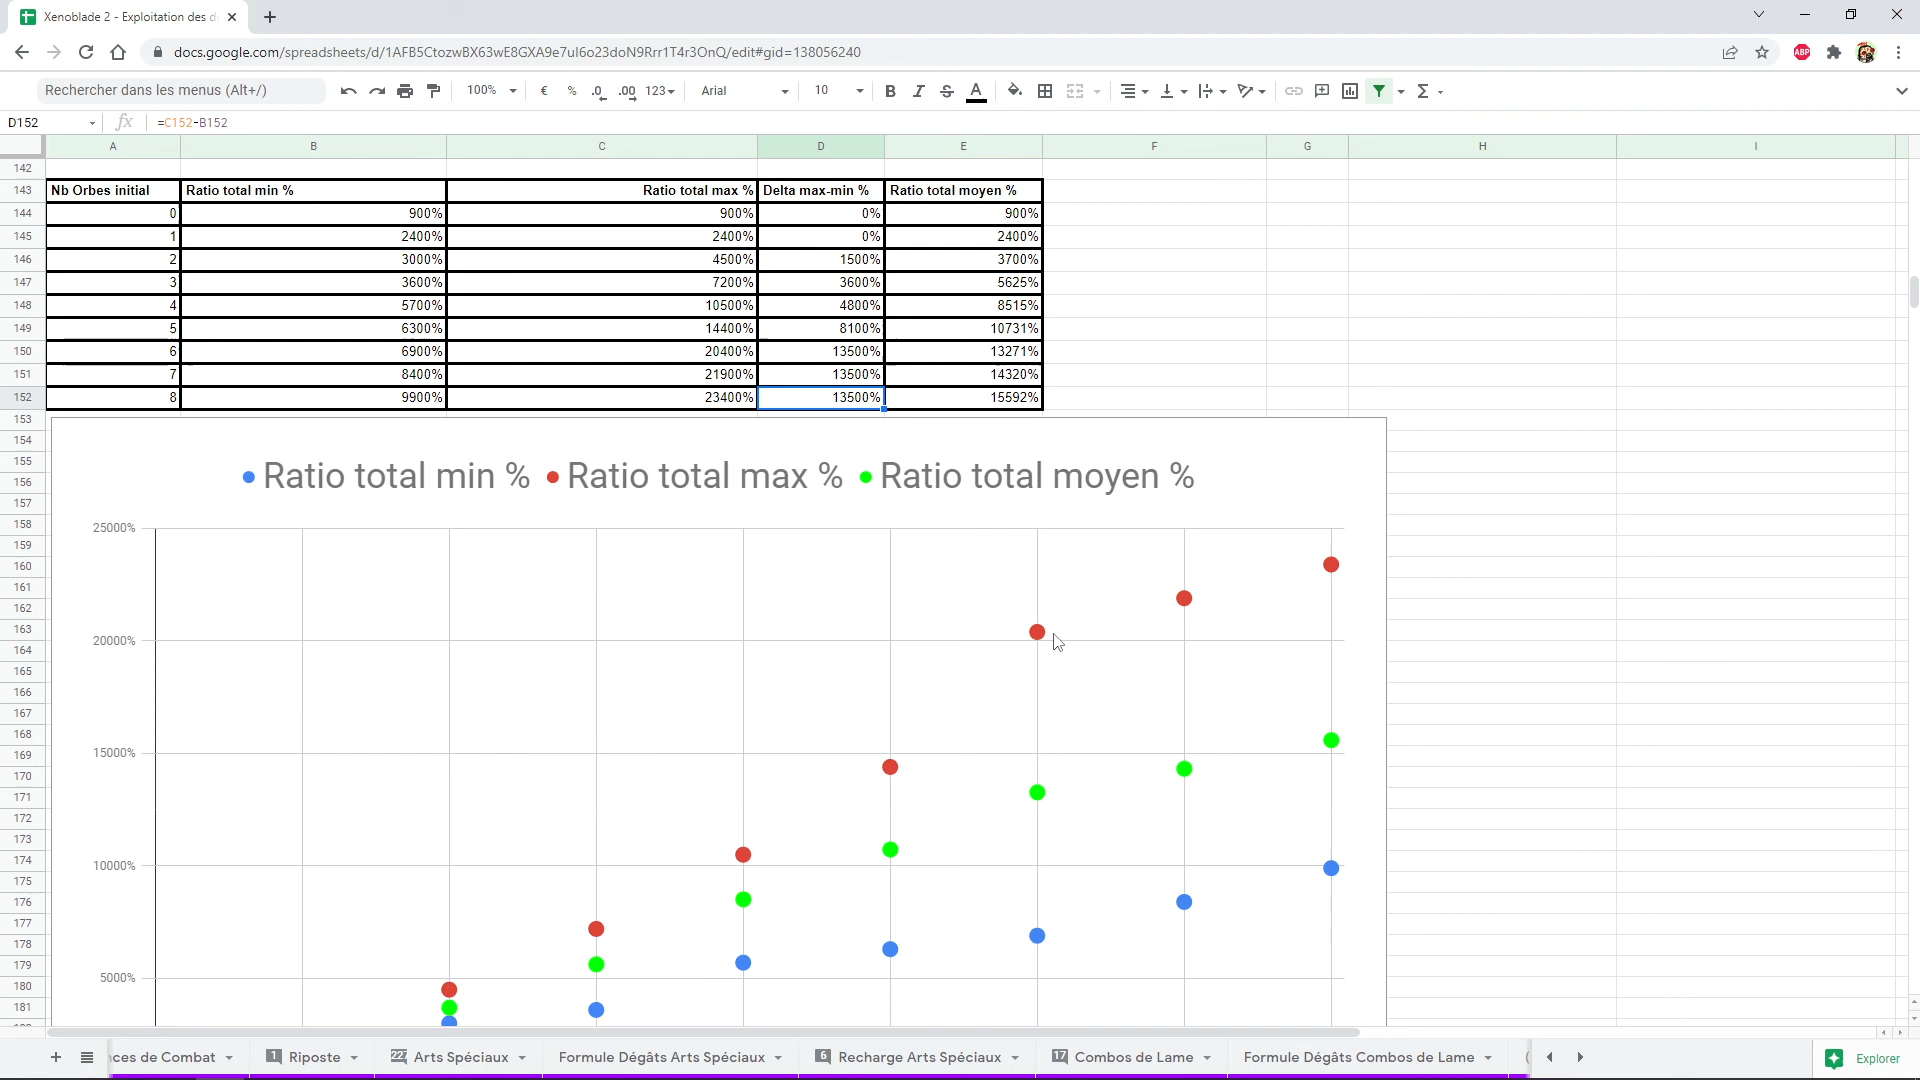 Xenoblade 2 - Exploitation des d
docs.google.com/spreadsheets/d/1AFB5CtozwBX63wE8GXA9e7ul6o23doN9Rrr1T4r3OnQ/edit#gid=138056240
ABP
Rechercher dans les menus (Alt+/) 100% € % .0 .00 123 Arial 10 B I S A Σ
D152 fx =C152-B152
A B C D E F G H I
142
143 Nb Orbes initial Ratio total min % Ratio total max % Delta max-min % Ratio total moyen %
144 0 900% 900% 0% 900%
145 1 2400% 2400% 0% 2400%
146 2 3000% 4500% 1500% 3700%
147 3 3600% 7200% 3600% 5625%
148 4 5700% 10500% 4800% 8515%
149 5 6300% 14400% 8100% 10731%
150 6 6900% 20400% 13500% 13271%
151 7 8400% 21900% 13500% 14320%
152 8 9900% 23400% 13500% 15592%
153
154
155
156
157
158
159
160
161
162
163
164
165
166
167
168
169
170
171
172
173
174
175
176
177
178
179
180
181
Ratio total min % Ratio total max % Ratio total moyen %
25000%
20000%
15000%
10000%
5000%
ces de Combat 1 Riposte 227 Arts Spéciaux Formule Dégâts Arts Spéciaux 6 Recharge Arts Spéciaux 17 Combos de Lame Formule Dégâts Combos de Lame Explorer